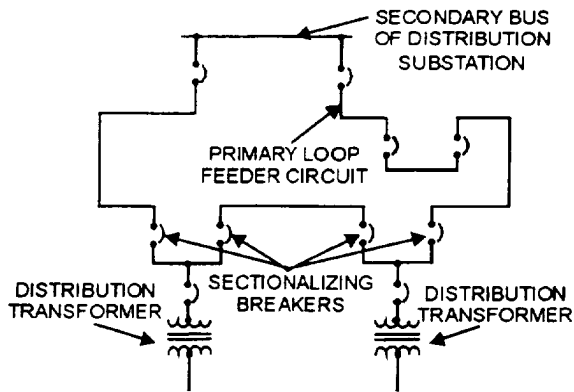 SECONDARY BUS
OF DISTRIBUTION
SUBSTATION
PRIMARY LOOP
FEEDER CIRCUIT
SECTIONALIZING
BREAKERS
DISTRIBUTION
TRANSFORMER
DISTRIBUTION
TRANSFORMER